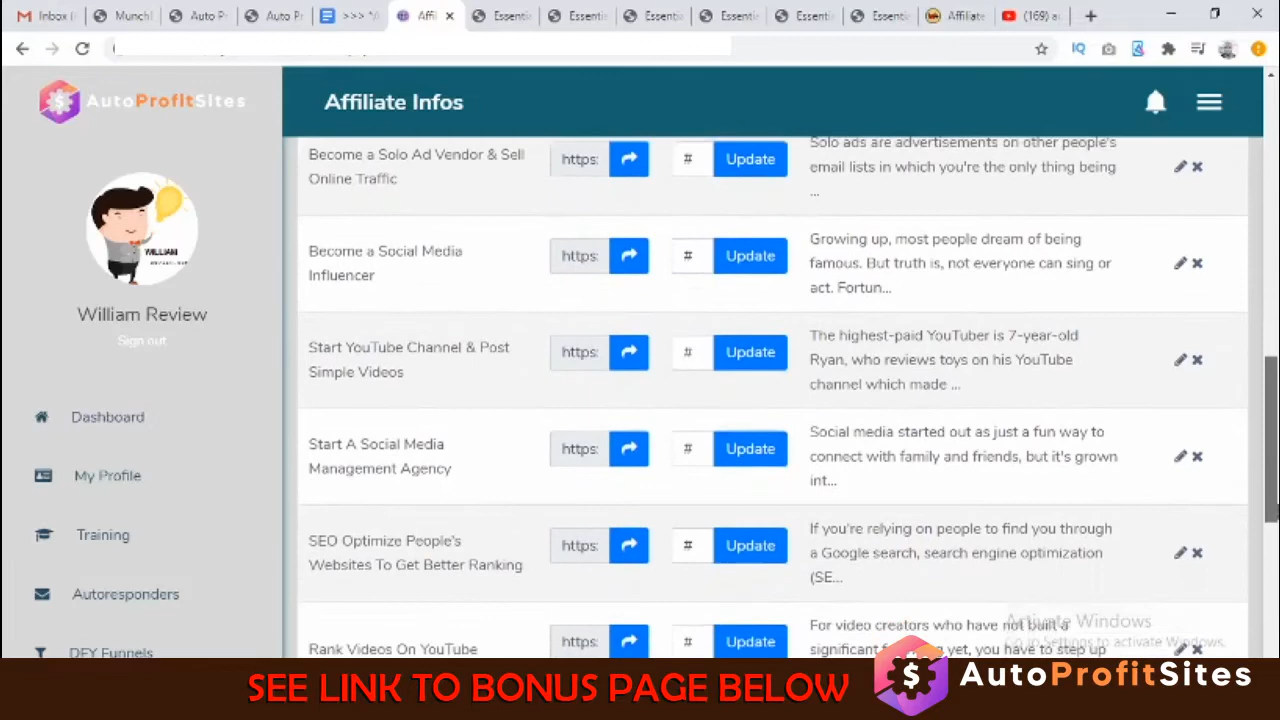 Inbox (
Munch
Auto P
Auto P
>>>
Affil
Essenti
Essenti
Essentia
Essenti
Essenti
Essenti
Affiliate
(169) a
IQ
AutoProfitSites
Affiliate Infos
WILLIAM
William Review
Sign out
Dashboard
My Profile
Training
Autoresponders
DFY Funnels
Become a Solo Ad Vendor & Sell
Online Traffic
https:
#
Update
Solo ads are advertisements on other people's
email lists in which you're the only thing being
...
Become a Social Media
Influencer
https:
#
Update
Growing up, most people dream of being
famous. But truth is, not everyone can sing or
act. Fortun...
Start YouTube Channel & Post
Simple Videos
https:
#
Update
The highest-paid YouTuber is 7-year-old
Ryan, who reviews toys on his YouTube
channel which made ...
Start A Social Media
Management Agency
https:
#
Update
Social media started out as just a fun way to
connect with family and friends, but it's grown
int...
SEO Optimize People's
Websites To Get Better Ranking
https:
#
Update
If you're relying on people to find you through
a Google search, search engine optimization
(SE...
Rank Videos On YouTube
https:
#
Update
For video creators who have not built a
significant yet, you have to step up
Activate Windows
Go to Settings to activate Windows.
SEE LINK TO BONUS PAGE BELOW
AutoProfitSites